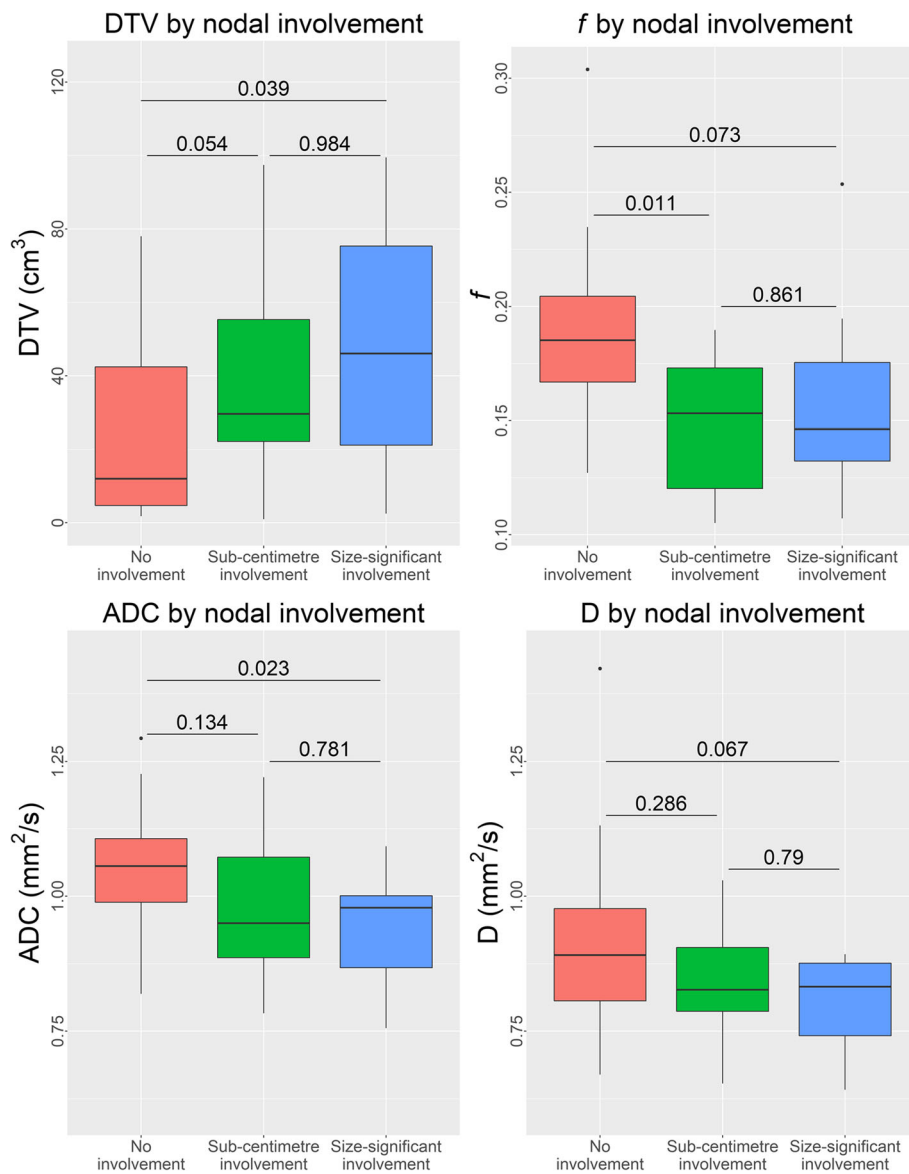 DTV by nodal involvement
120
80
40
0
DTV (cm³)
0.039
0.054
0.984
No involvement
Sub-centimetre involvement
Size-significant involvement
f by nodal involvement
0.30
0.25
0.20
0.15
0.10
f
0.073
0.011
0.861
No involvement
Sub-centimetre involvement
Size-significant involvement
ADC by nodal involvement
1.25
1.00
0.75
ADC (mm²/s)
0.023
0.134
0.781
No involvement
Sub-centimetre involvement
Size-significant involvement
D by nodal involvement
1.25
1.00
0.75
D (mm²/s)
0.067
0.286
0.79
No involvement
Sub-centimetre involvement
Size-significant involvement